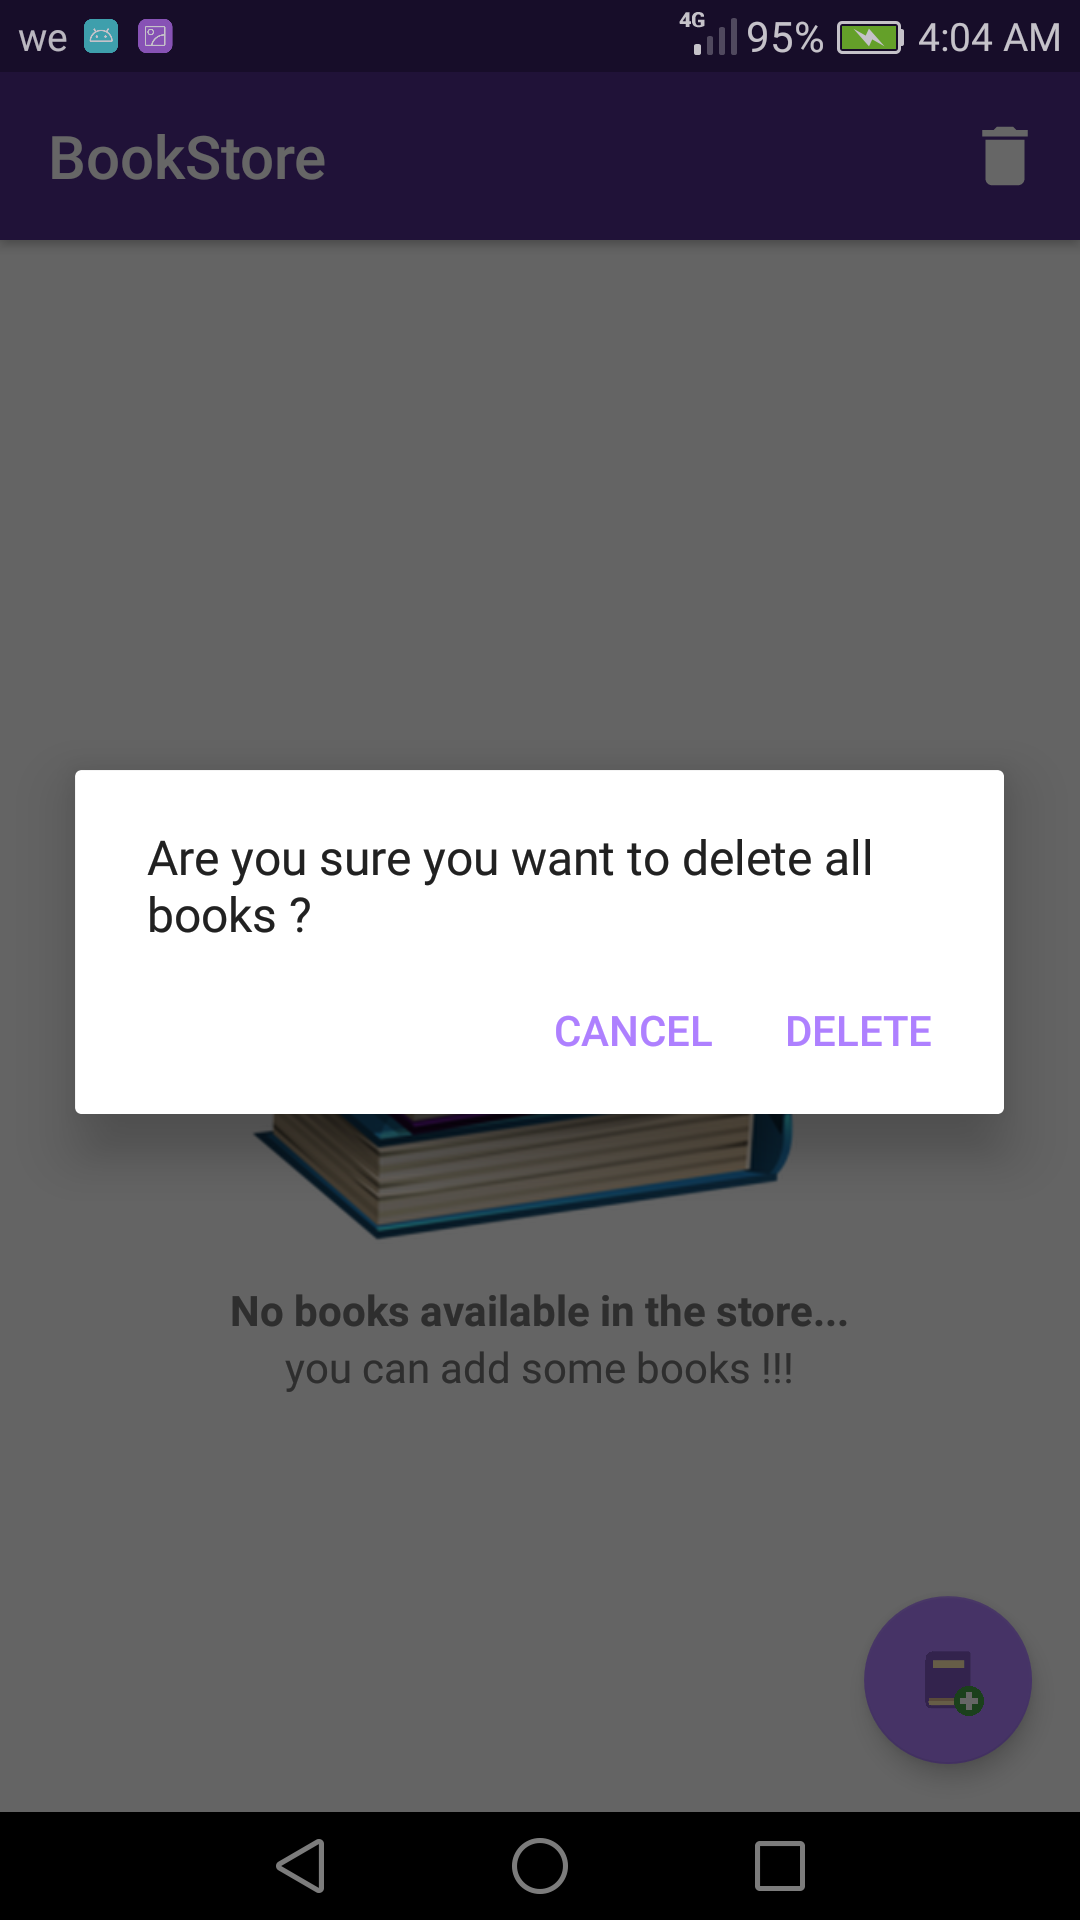 we 4G 95% 4:04 AM
BookStore
Are you sure you want to delete all
books ?
CANCEL DELETE
No books available in the store...
you can add some books !!!